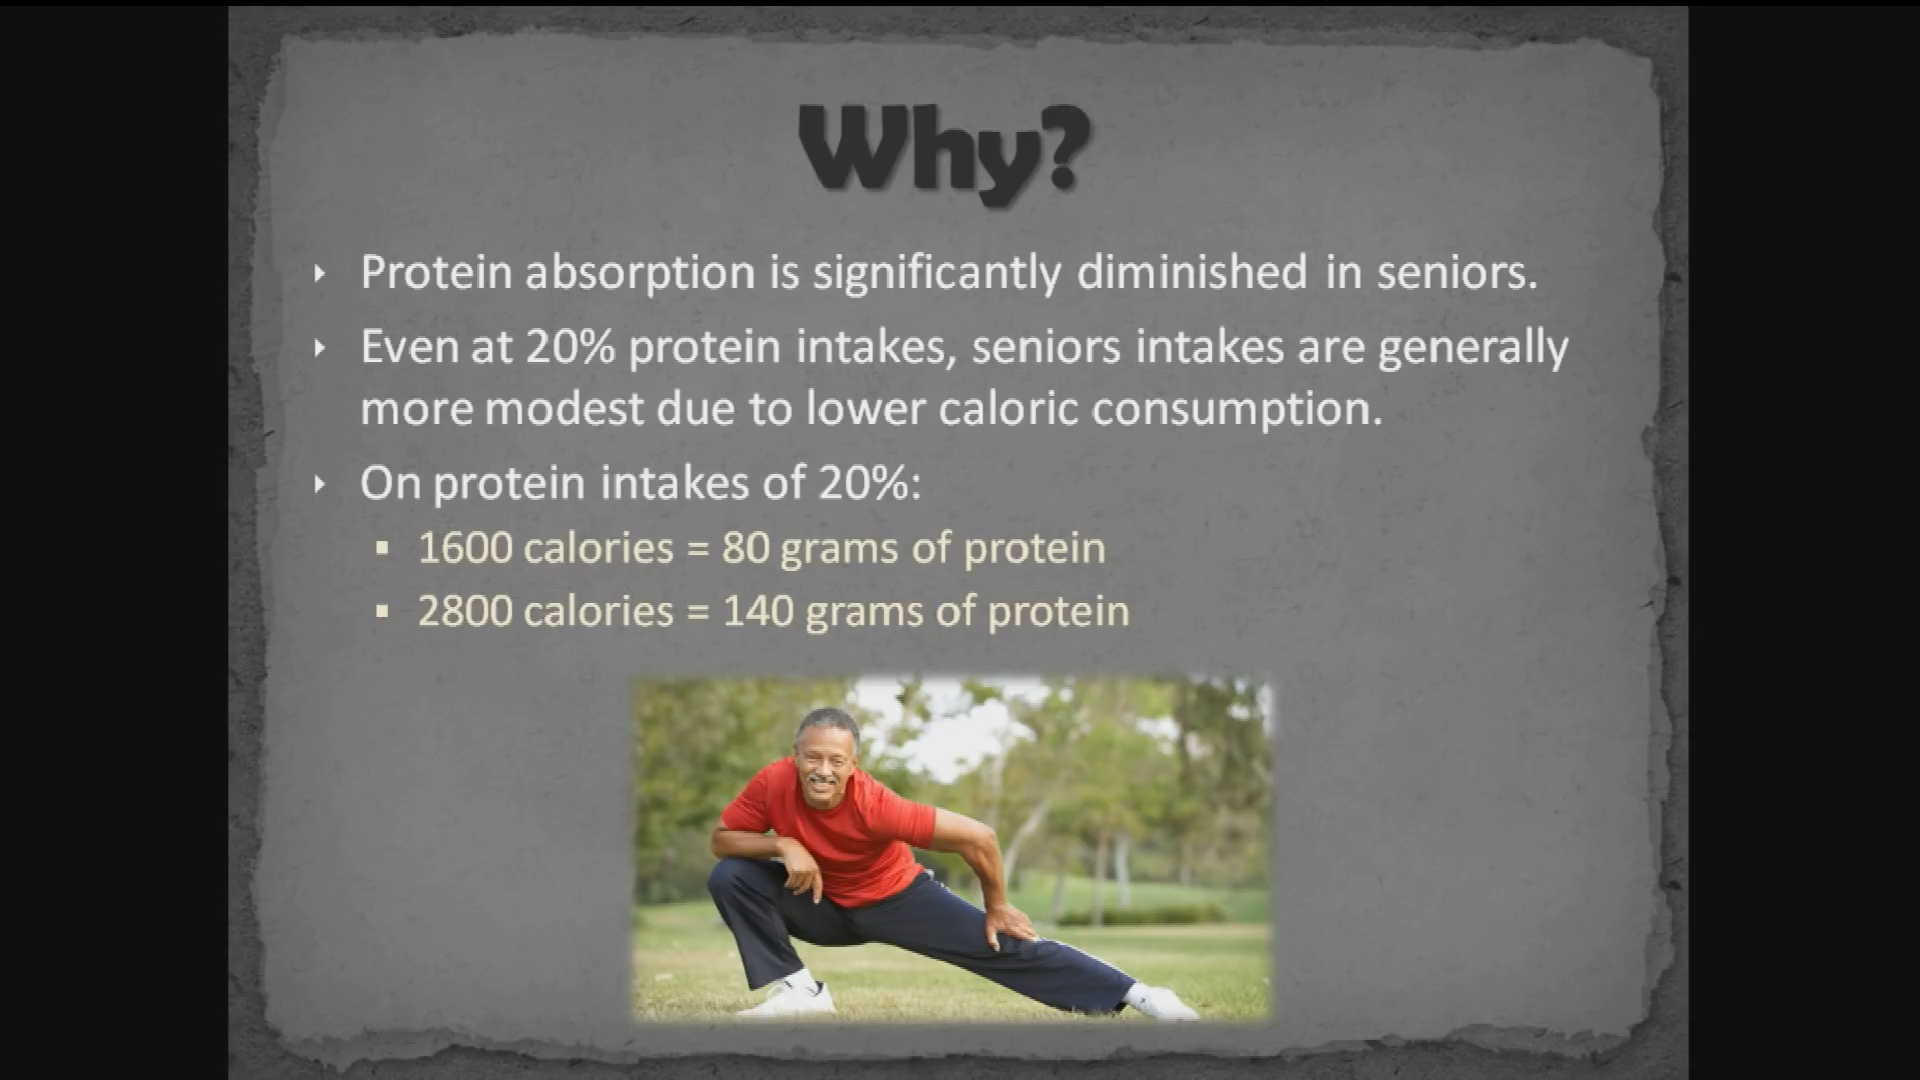 Why?
Protein absorption is significantly diminished in seniors.
Even at 20% protein intakes, seniors intakes are generally
more modest due to lower caloric consumption.
On protein intakes of 20%:
1600 calories = 80 grams of protein
2800 calories = 140 grams of protein